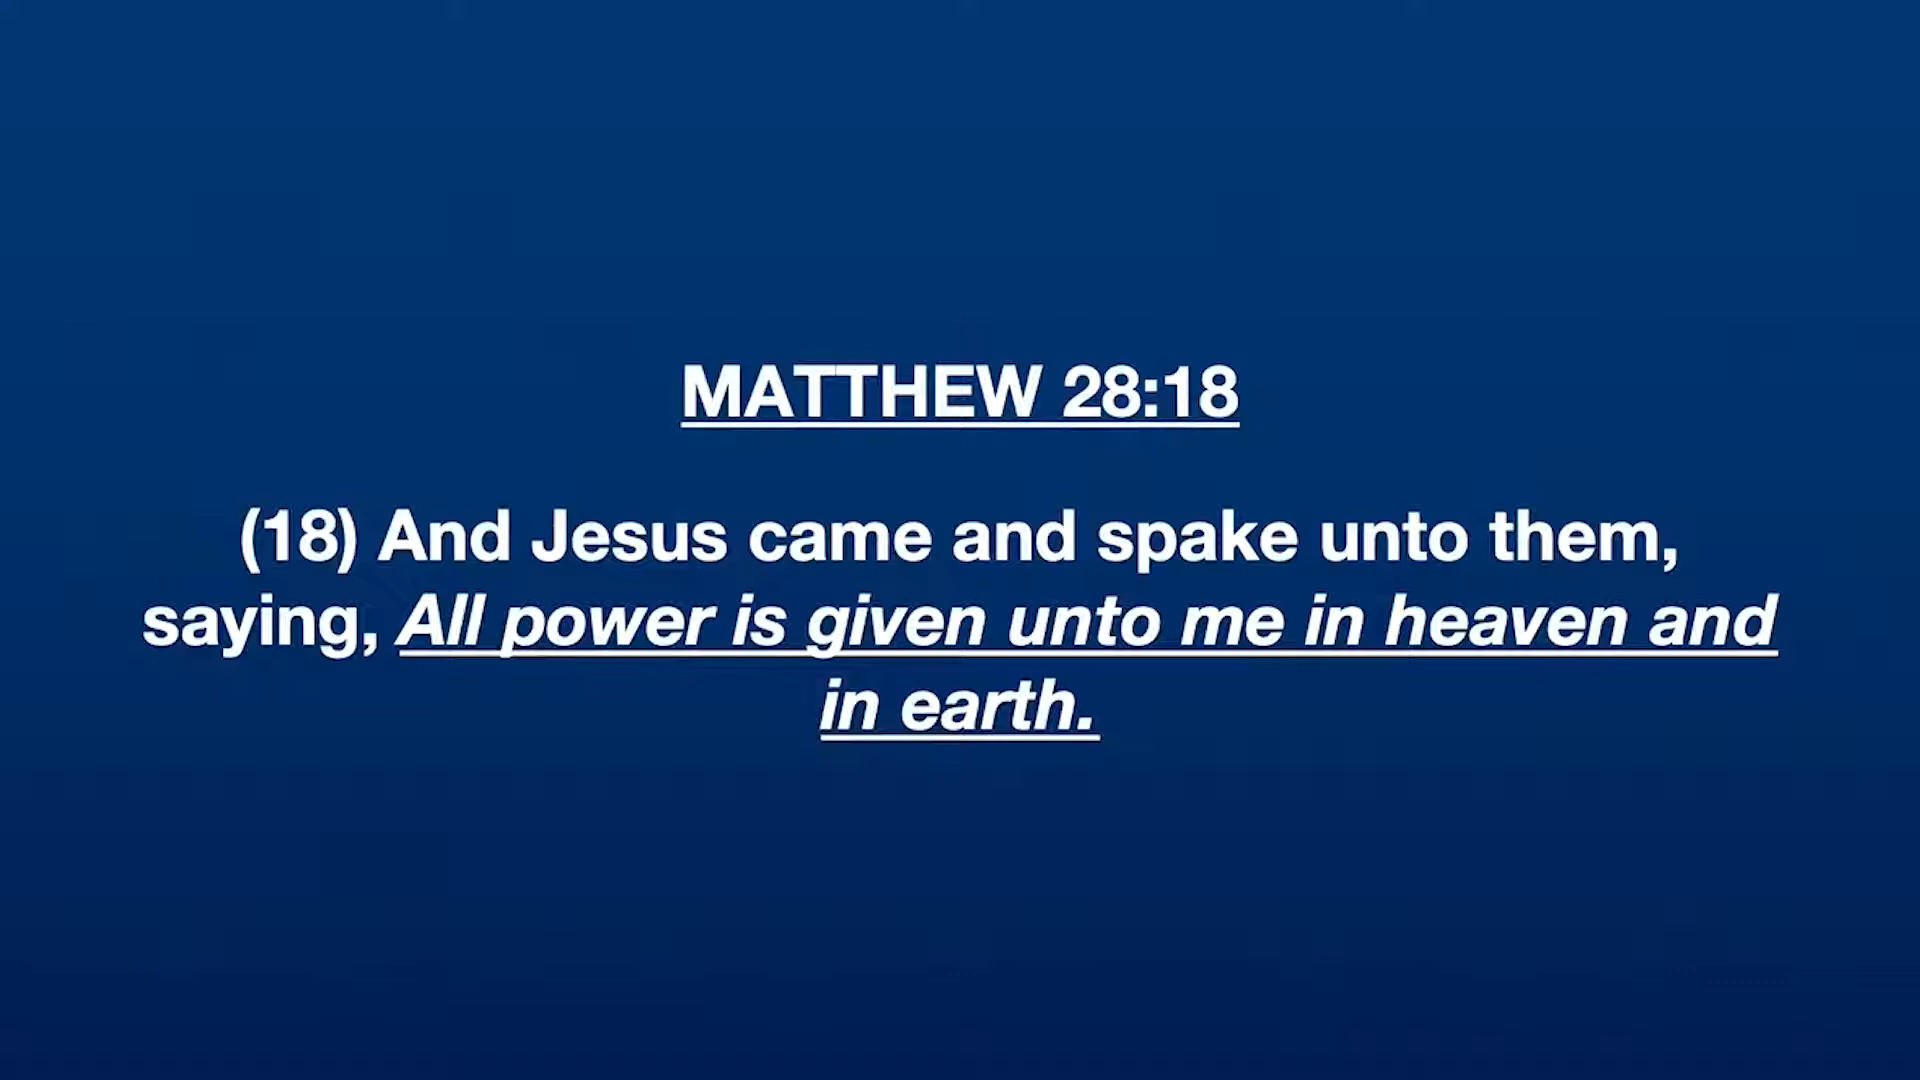 MATTHEW 28:18
(18) And Jesus came and spake unto them,
saying, All power is given unto me in heaven and
in earth.